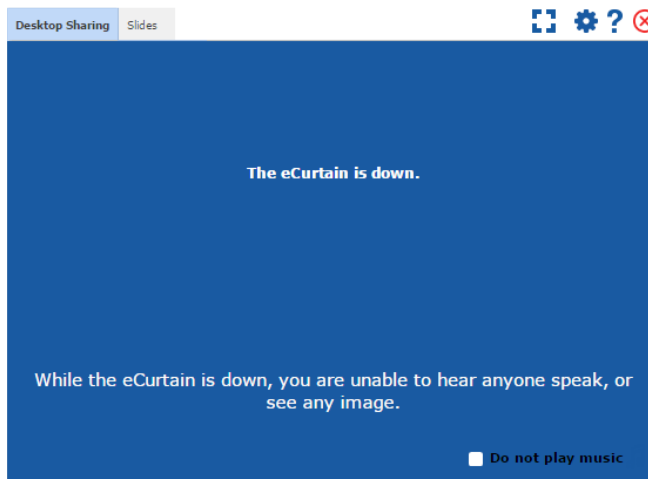 Desktop Sharing
Slides
?
The eCurtain is down.
While the eCurtain is down, you are unable to hear anyone speak, or
see any image.
Do not play music